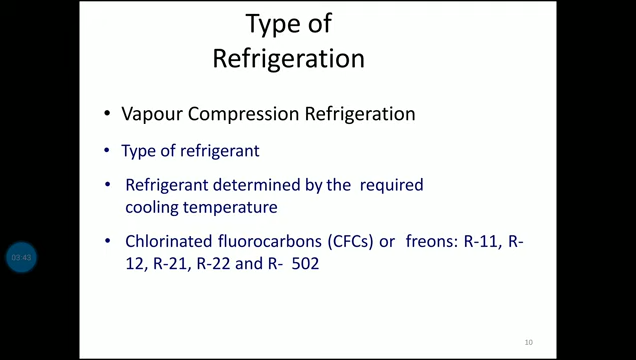 Type of
Refrigeration
• Vapour Compression Refrigeration
• Type of refrigerant
• Refrigerant determined by the required
cooling temperature
• Chlorinated fluorocarbons (CFCs) or freons: R-11, R-
12, R-21, R-22 and R- 502
03:43
10